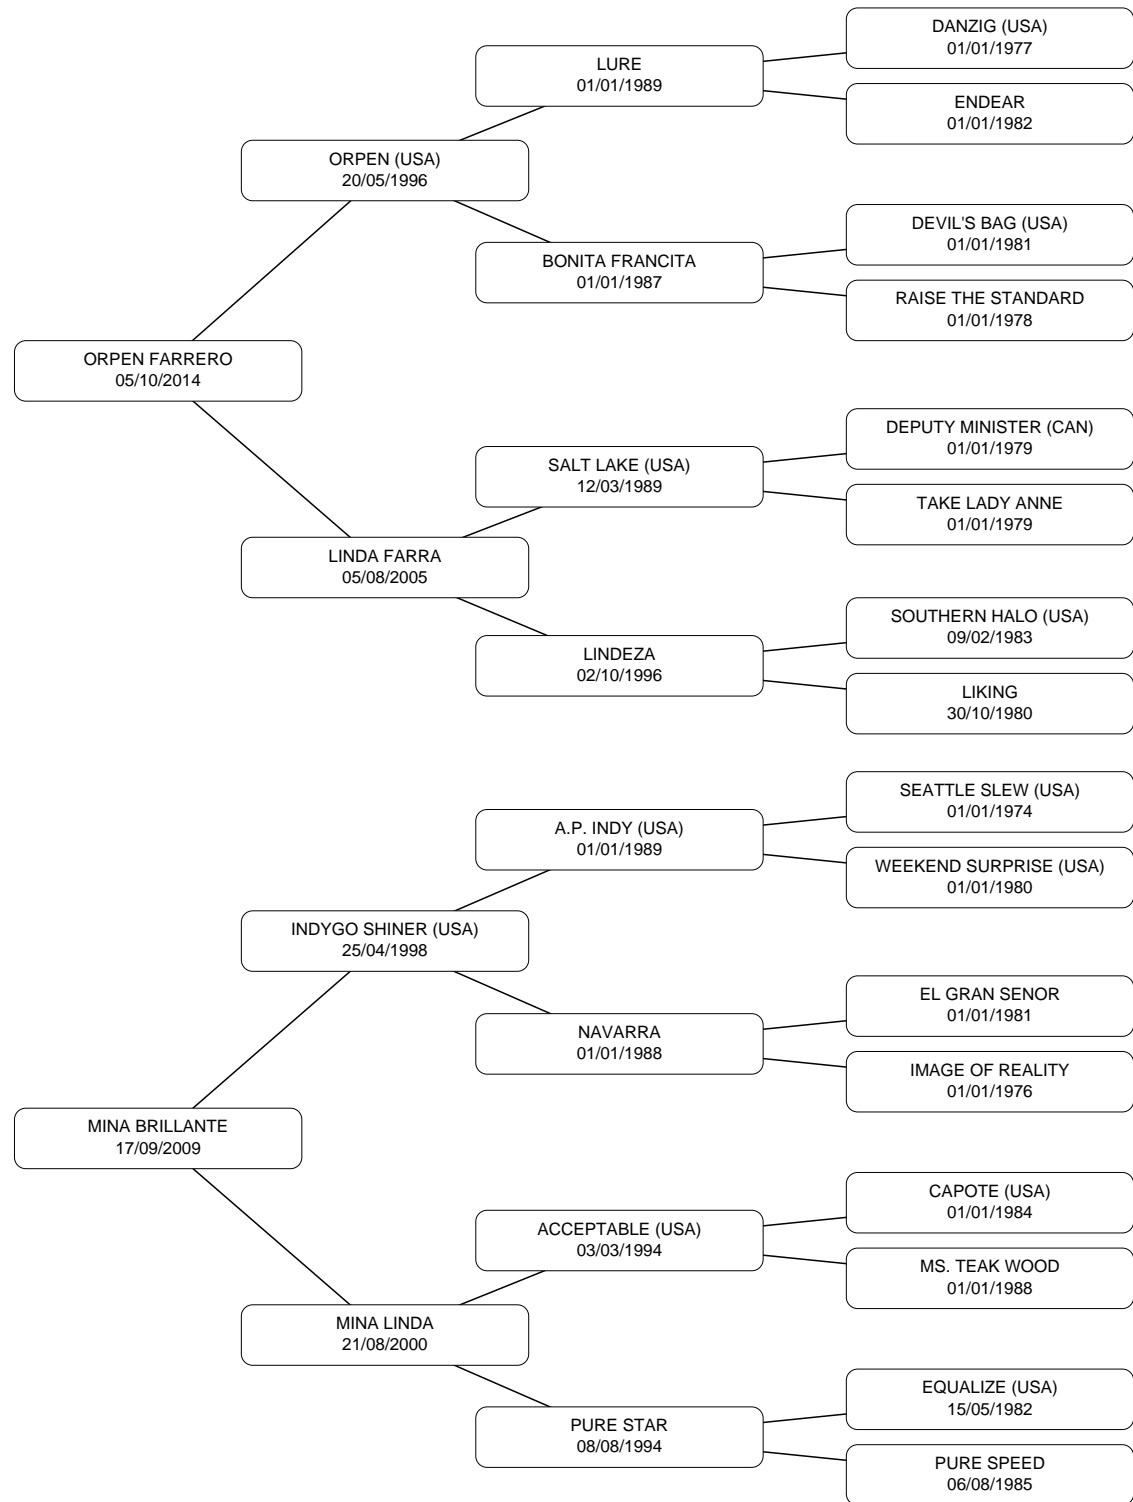 DANZIG (USA)
01/01/1977
LURE
01/01/1989
ENDEAR
01/01/1982
ORPEN (USA)
20/05/1996
DEVIL'S BAG (USA)
01/01/1981
BONITA FRANCITA
01/01/1987
RAISE THE STANDARD
01/01/1978
ORPEN FARRERO
05/10/2014
DEPUTY MINISTER (CAN)
01/01/1979
SALT LAKE (USA)
12/03/1989
TAKE LADY ANNE
01/01/1979
LINDA FARRA
05/08/2005
SOUTHERN HALO (USA)
09/02/1983
LINDEZA
02/10/1996
LIKING
30/10/1980
SEATTLE SLEW (USA)
01/01/1974
A.P. INDY (USA)
01/01/1989
WEEKEND SURPRISE (USA)
01/01/1980
INDYGO SHINER (USA)
25/04/1998
EL GRAN SENOR
01/01/1981
NAVARRA
01/01/1988
IMAGE OF REALITY
01/01/1976
MINA BRILLANTE
17/09/2009
CAPOTE (USA)
01/01/1984
ACCEPTABLE (USA)
03/03/1994
MS. TEAK WOOD
01/01/1988
MINA LINDA
21/08/2000
EQUALIZE (USA)
15/05/1982
PURE STAR
08/08/1994
PURE SPEED
06/08/1985